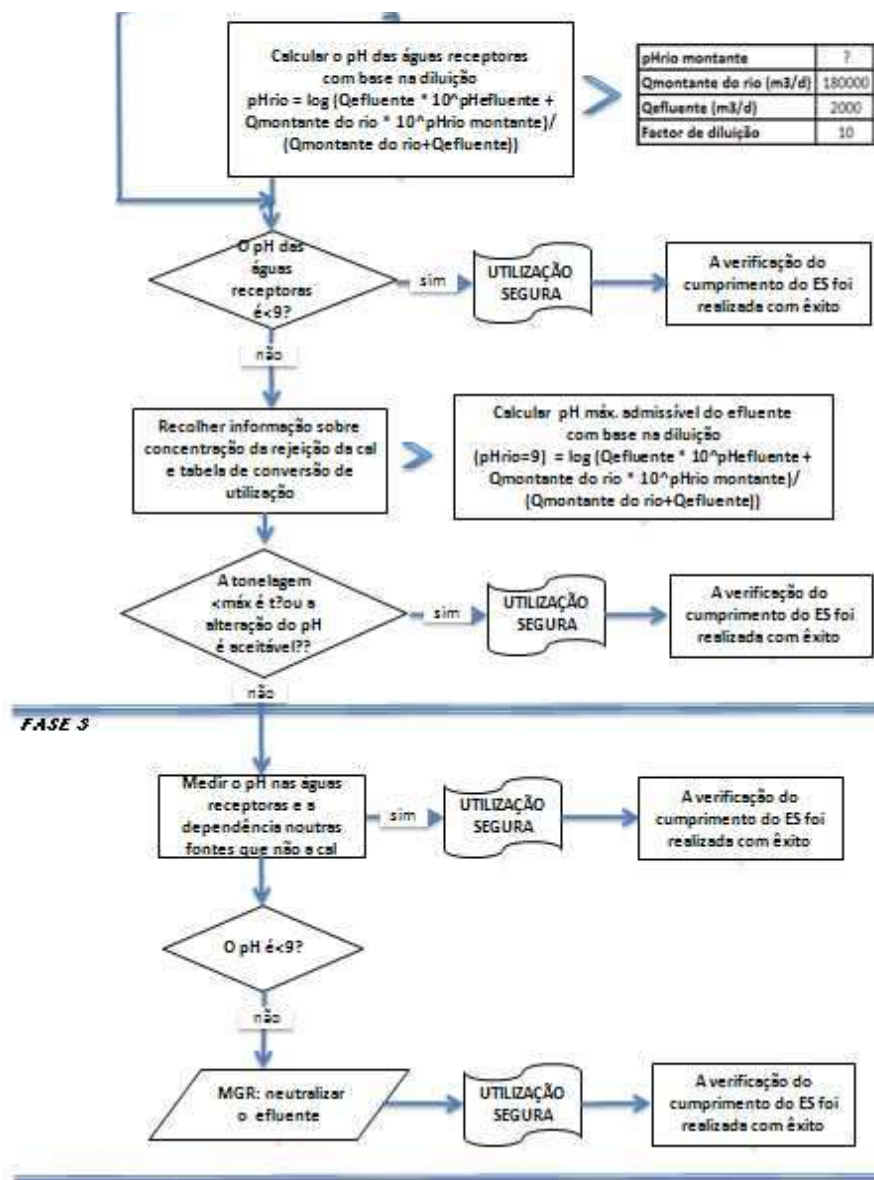 Calcular o pH das águas receptoras
com base na diluição
pHrio = log (Qefluente * 10^pHefluente +
Qmontante do rio * 10^pHrio montante)/
(Qmontante do rio+Qefluente))
pHrio montante ?
Qmontante do rio (m3/d) 180000
Qefluente (m3/d) 2000
Factor de diluição 10
O pH das
águas
receptoras
é<9?
sim
UTILIZAÇÃO
SEGURA
A verificação do
cumprimento do ES foi
realizada com êxito
não
Recolher informação sobre
concentração da rejeição da cal
e tabela de conversão de
utilização
Calcular pH máx. admissível do efluente
com base na diluição
(pHrio=9) = log (Qefluente * 10^pHefluente +
Qmontante do rio * 10^pHrio montante)/
(Qmontante do rio+Qefluente))
A tonelagem
<máx é t?ou a
alteração do pH
é aceitável??
sim
UTILIZAÇÃO
SEGURA
A verificação do
cumprimento do ES foi
realizada com êxito
não
FASE 3
Medir o pH nas águas
receptoras e a
dependência noutras
fontes que não a cal
sim
UTILIZAÇÃO
SEGURA
A verificação do
cumprimento do ES foi
realizada com êxito
O pH é<9?
não
MGR: neutralizar
o efluente
UTILIZAÇÃO
SEGURA
A verificação do
cumprimento do ES foi
realizada com êxito